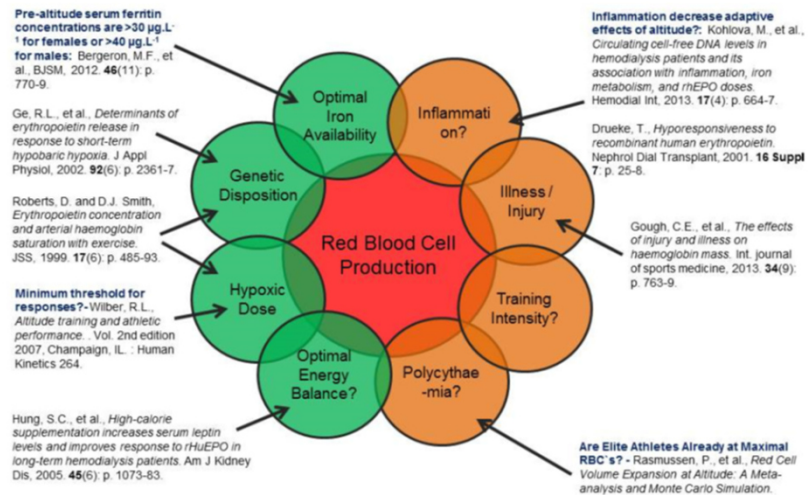 Pre-altitude serum ferritin
concentrations are >30 µg.L-
1 for females or >40 µg.L-1
for males: Bergeron, M.F., et
al., BJSM, 2012. 46(11): p.
770-9.
Ge, R.L., et al., Determinants of
erythropoietin release in
response to short-term
hypobaric hypoxia. J Appl
Physiol, 2002. 92(6): p. 2361-7.
Roberts, D. and D.J. Smith,
Erythropoietin concentration
and arterial haemoglobin
saturation with exercise.
JSS, 1999. 17(6): p. 485-93.
Minimum threshold for
responses?- Wilber, R.L.,
Altitude training and athletic
performance. . Vol. 2nd edition
2007, Champaign, IL. : Human
Kinetics 264.
Hung, S.C., et al., High-calorie
supplementation increases serum leptin
levels and improves response to rHuEPO in
long-term hemodialysis patients. Am J Kidney
Dis, 2005. 45(6): p. 1073-83.
Optimal
Iron
Availability
Genetic
Disposition
Hypoxic
Dose
Optimal
Energy
Balance?
Red Blood Cell
Production
Inflammati
on?
Illness /
Injury
Training
Intensity?
Polycythae
-mia?
Inflammation decrease adaptive
effects of altitude?: Kohlova, M., et al.,
Circulating cell-free DNA levels in
hemodialysis patients and its
association with inflammation, iron
metabolism, and rhEPO doses.
Hemodial Int, 2013. 17(4): p. 664-7.
Drueke, T., Hyporesponsiveness to
recombinant human erythropoietin.
Nephrol Dial Transplant, 2001. 16 Suppl
7: p. 25-8.
Gough, C.E., et al., The effects
of injury and illness on
haemoglobin mass. Int. journal
of sports medicine, 2013. 34(9):
p. 763-9.
Are Elite Athletes Already at Maximal
RBC`s? - Rasmussen, P., et al., Red Cell
Volume Expansion at Altitude: A Meta-
analysis and Monte Carlo Simulation.